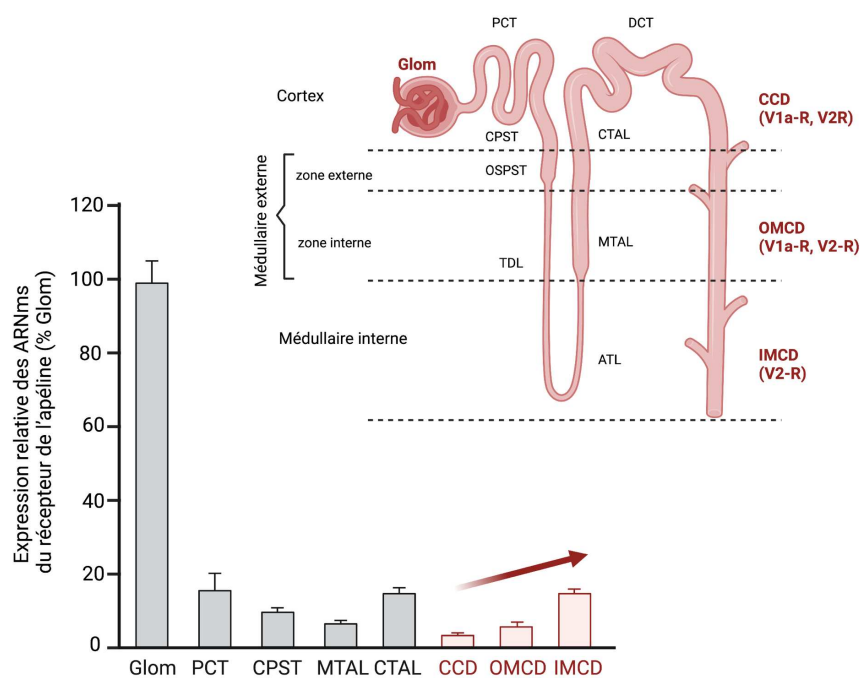 PCT
DCT
Glom
Cortex
CCD
(V1a-R, V2R)
CPST
CTAL
Médullaire externe
zone externe
OSPST
zone interne
OMCD
(V1a-R, V2-R)
MTAL
TDL
Médullaire interne
IMCD
(V2-R)
ATL
Expression relative des ARNms
du récepteur de l'apéline (% Glom)
120
100
80
60
40
20
0
Glom PCT CPST MTAL CTAL CCD OMCD IMCD